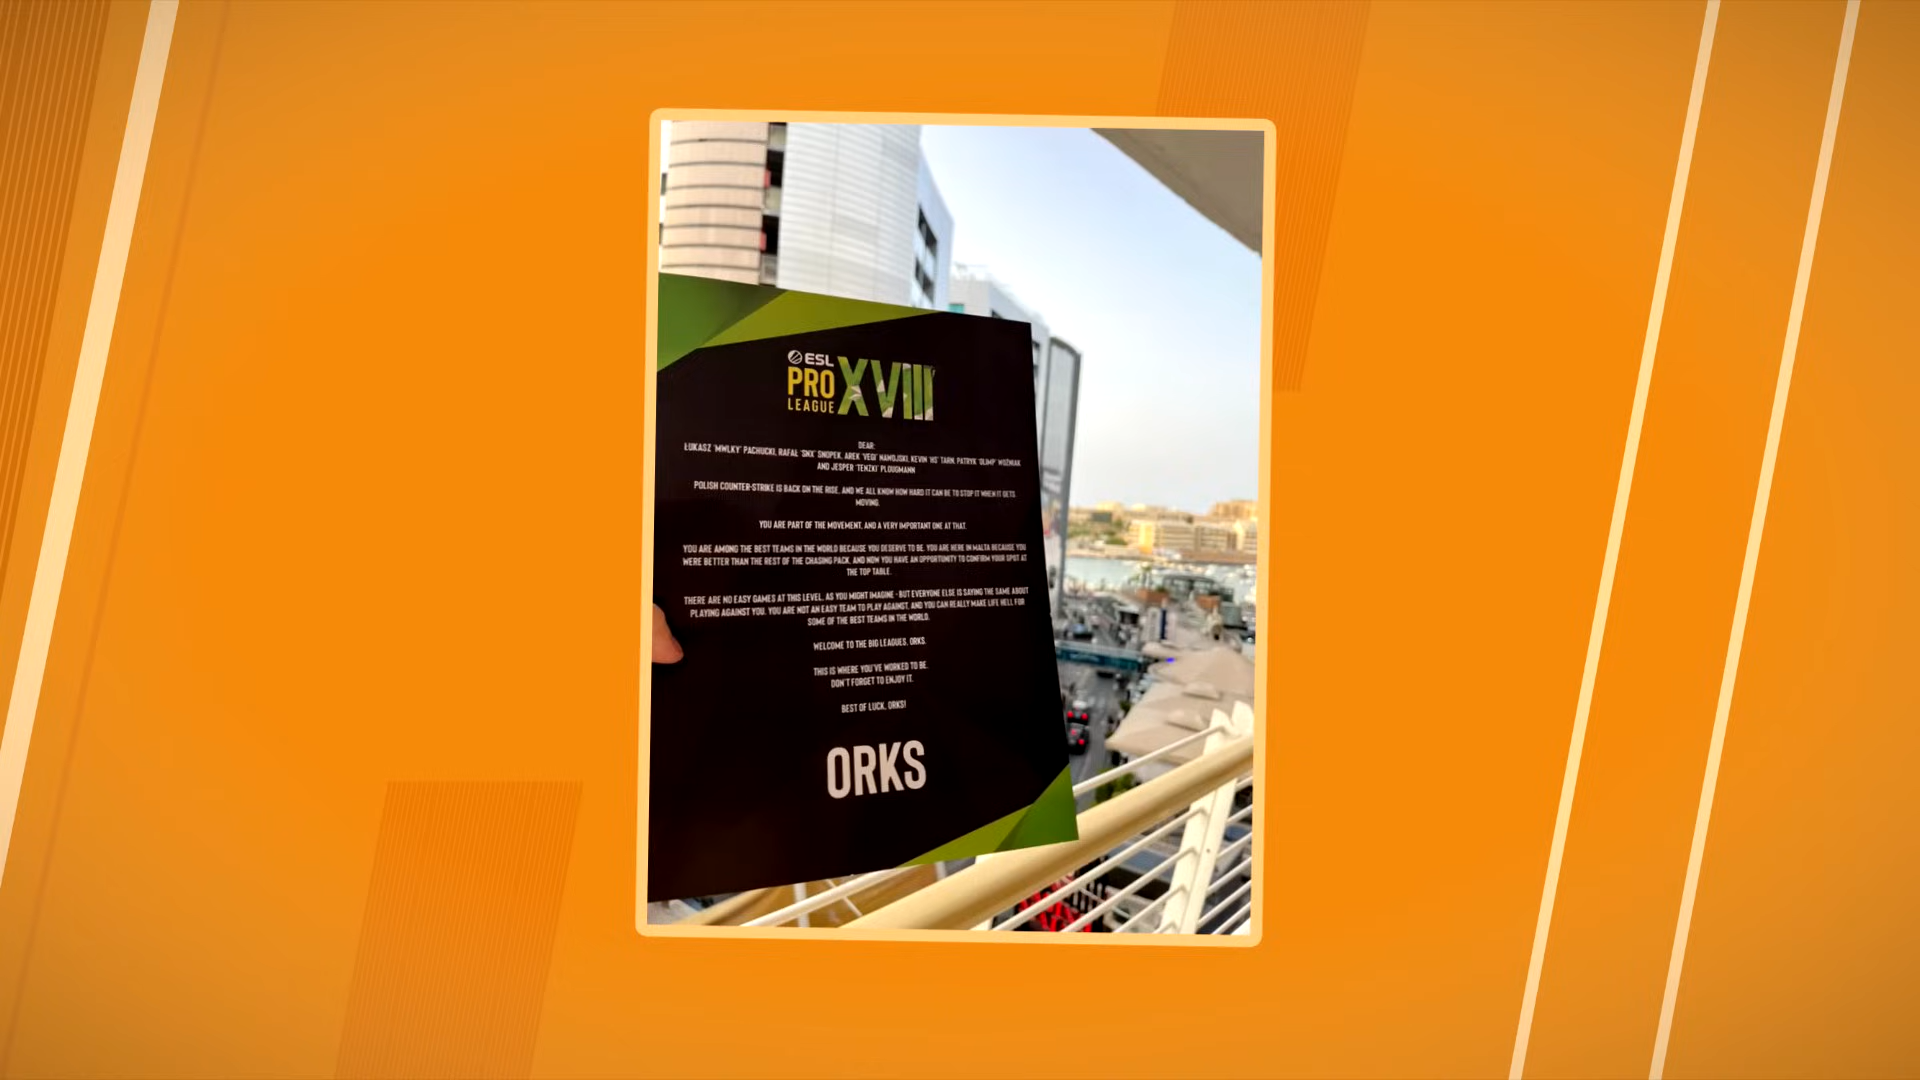 ESL
PRO
LEAGUE
XVIII
DEAR:
ŁUKASZ 'MWLKY' PACHUCKI, RAFAŁ 'SNX' SNOPEK, AREK 'VEGI' NAWOJSKI, KEVIN 'HS' TARN, PATRYK 'OLIMP' WOŹNIAK
AND JESPER 'TENZKI' PLOUGMANN
POLISH COUNTER-STRIKE IS BACK ON THE RISE, AND WE ALL KNOW HOW HARD IT CAN BE TO STOP IT WHEN IT GETS
MOVING.
YOU ARE PART OF THE MOVEMENT, AND A VERY IMPORTANT ONE AT THAT.
YOU ARE AMONG THE BEST TEAMS IN THE WORLD BECAUSE YOU DESERVE TO BE. YOU ARE HERE IN MALTA BECAUSE YOU
WERE BETTER THAN THE REST OF THE CHASING PACK, AND NOW YOU HAVE AN OPPORTUNITY TO CONFIRM YOUR SPOT AT
THE TOP TABLE.
THERE ARE NO EASY GAMES AT THIS LEVEL, AS YOU MIGHT IMAGINE - BUT EVERYONE ELSE IS SAYING THE SAME ABOUT
PLAYING AGAINST YOU. YOU ARE NOT AN EASY TEAM TO PLAY AGAINST, AND YOU CAN REALLY MAKE LIFE HELL FOR
SOME OF THE BEST TEAMS IN THE WORLD.
WELCOME TO THE BIG LEAGUES, ORKS.
THIS IS WHERE YOU'VE WORKED TO BE.
DON'T FORGET TO ENJOY IT.
BEST OF LUCK, ORKS!
ORKS